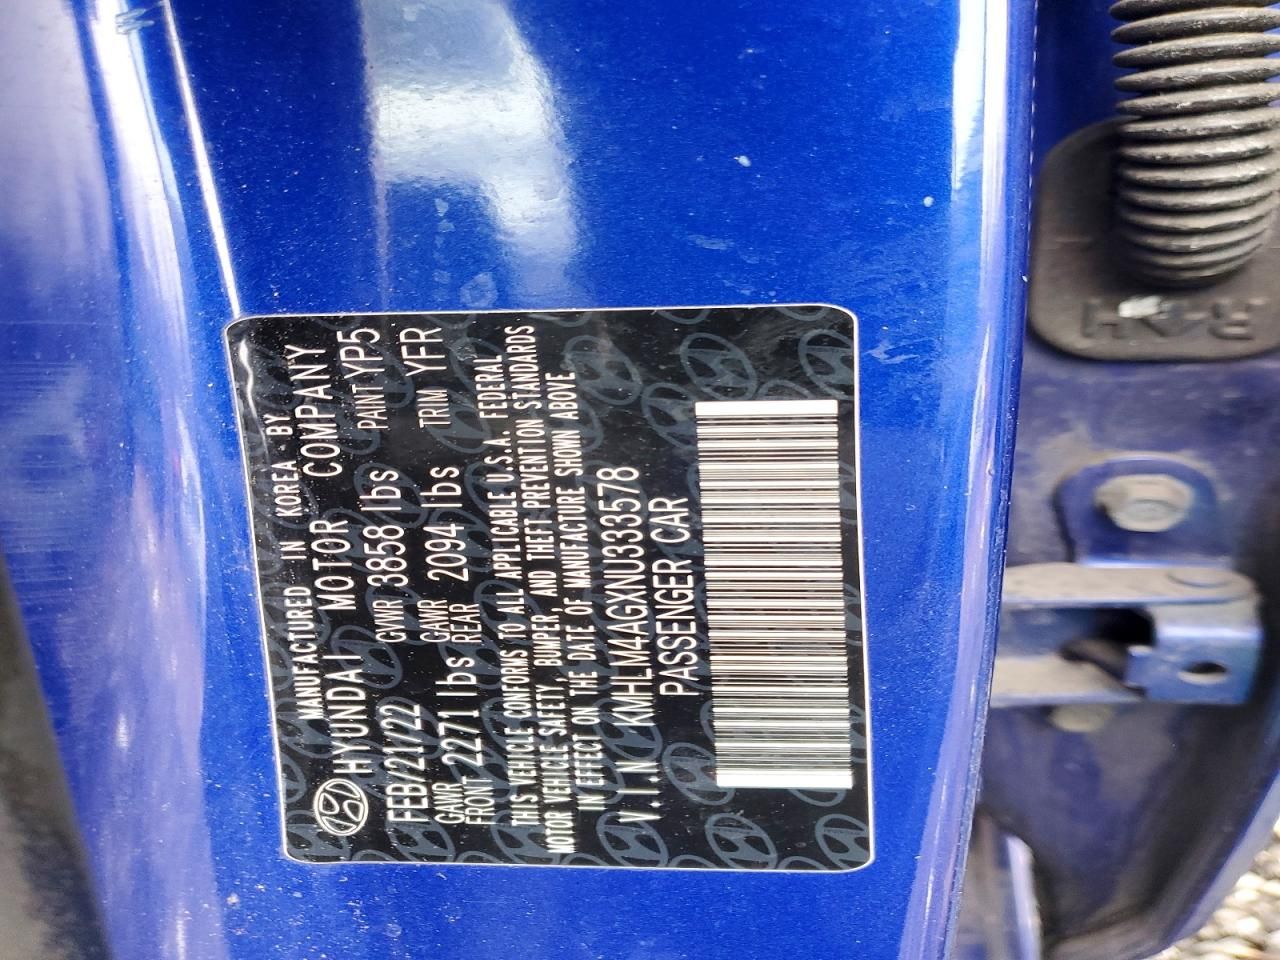 MANUFACTURED IN KOREA BY
HYUNDAI MOTOR COMPANY
FEB/21/22 GVWR 3858 lbs PAINT YP5
GAWR FRONT 2271 lbs GAWR REAR 2094 lbs TRIM YFR
THIS VEHICLE CONFORMS TO ALL APPLICABLE U.S.A. FEDERAL
MOTOR VEHICLE SAFETY, BUMPER, AND THEFT PREVENTION STANDARDS
IN EFFECT ON THE DATE OF MANUFACTURE SHOWN ABOVE
V.I.N KMHLM4AGXNU333578
PASSENGER CAR